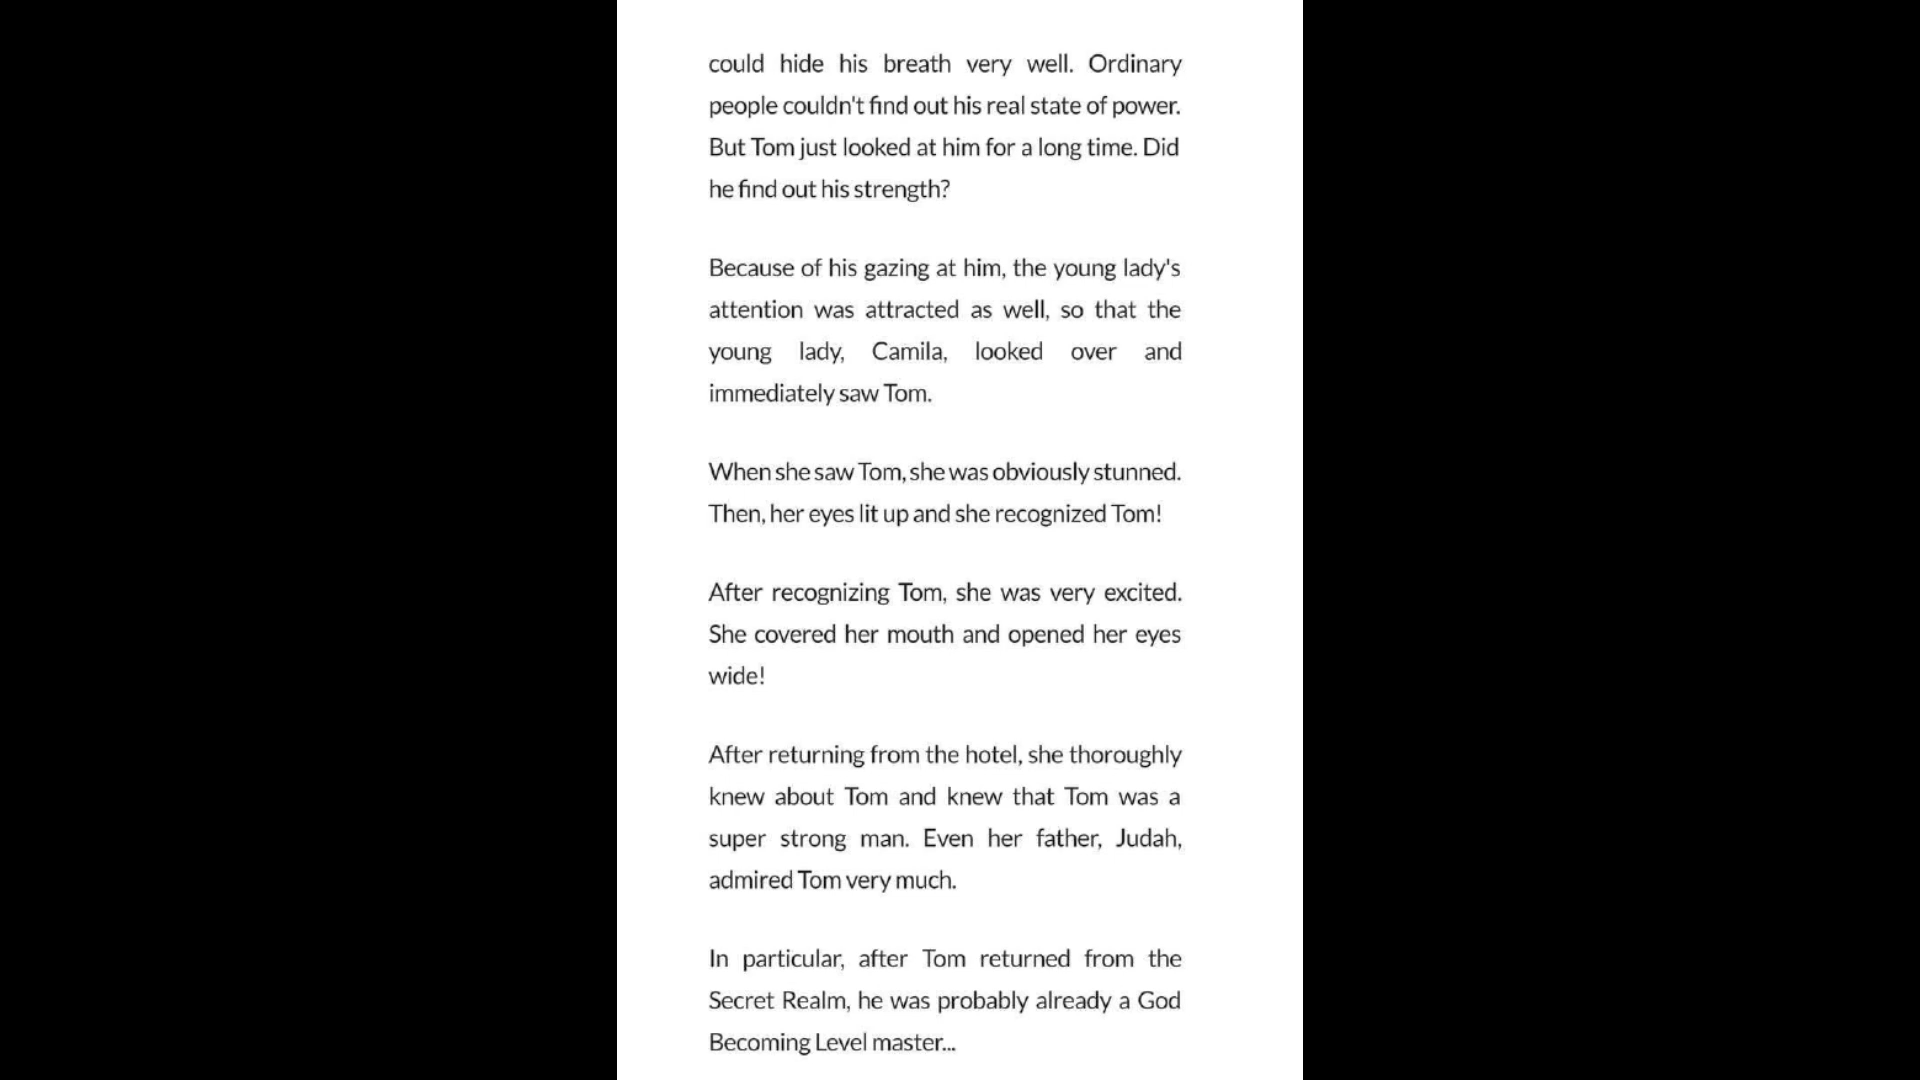 could hide his breath very well. Ordinary
people couldn't find out his real state of power.
But Tom just looked at him for a long time. Did
he find out his strength?
Because of his gazing at him, the young lady's
attention was attracted as well, so that the
young lady, Camila, looked over and
immediately saw Tom.
When she saw Tom, she was obviously stunned.
Then, her eyes lit up and she recognized Tom!
After recognizing Tom, she was very excited.
She covered her mouth and opened her eyes
wide!
After returning from the hotel, she thoroughly
knew about Tom and knew that Tom was a
super strong man. Even her father, Judah,
admired Tom very much.
In particular, after Tom returned from the
Secret Realm, he was probably already a God
Becoming Level master...